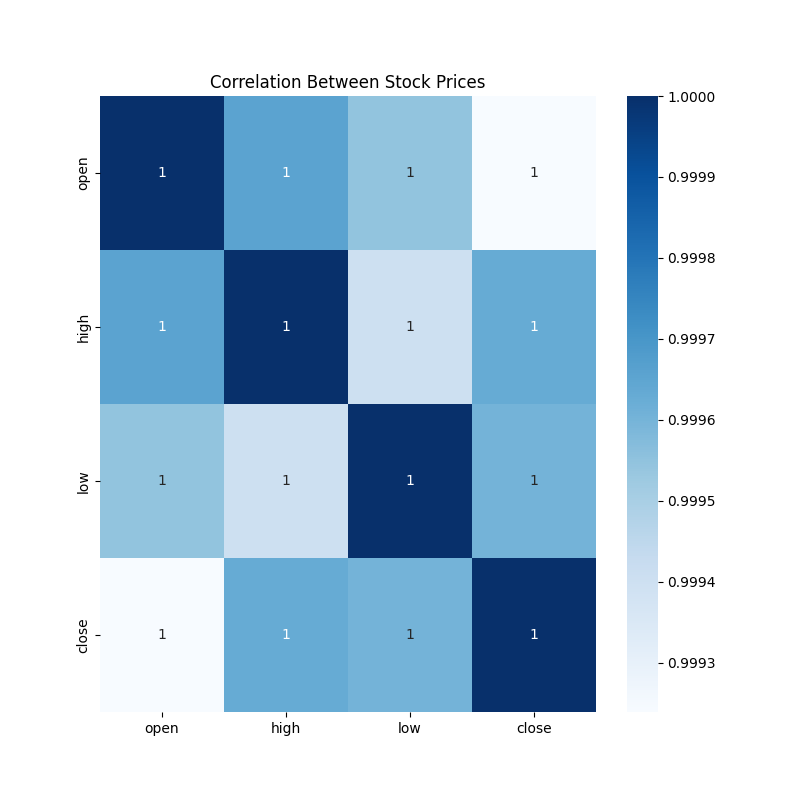 Correlation Between Stock Prices
open 1 1 1 1
high 1 1 1 1
low 1 1 1 1
close 1 1 1 1
open high low close
1.0000
0.9999
0.9998
0.9997
0.9996
0.9995
0.9994
0.9993